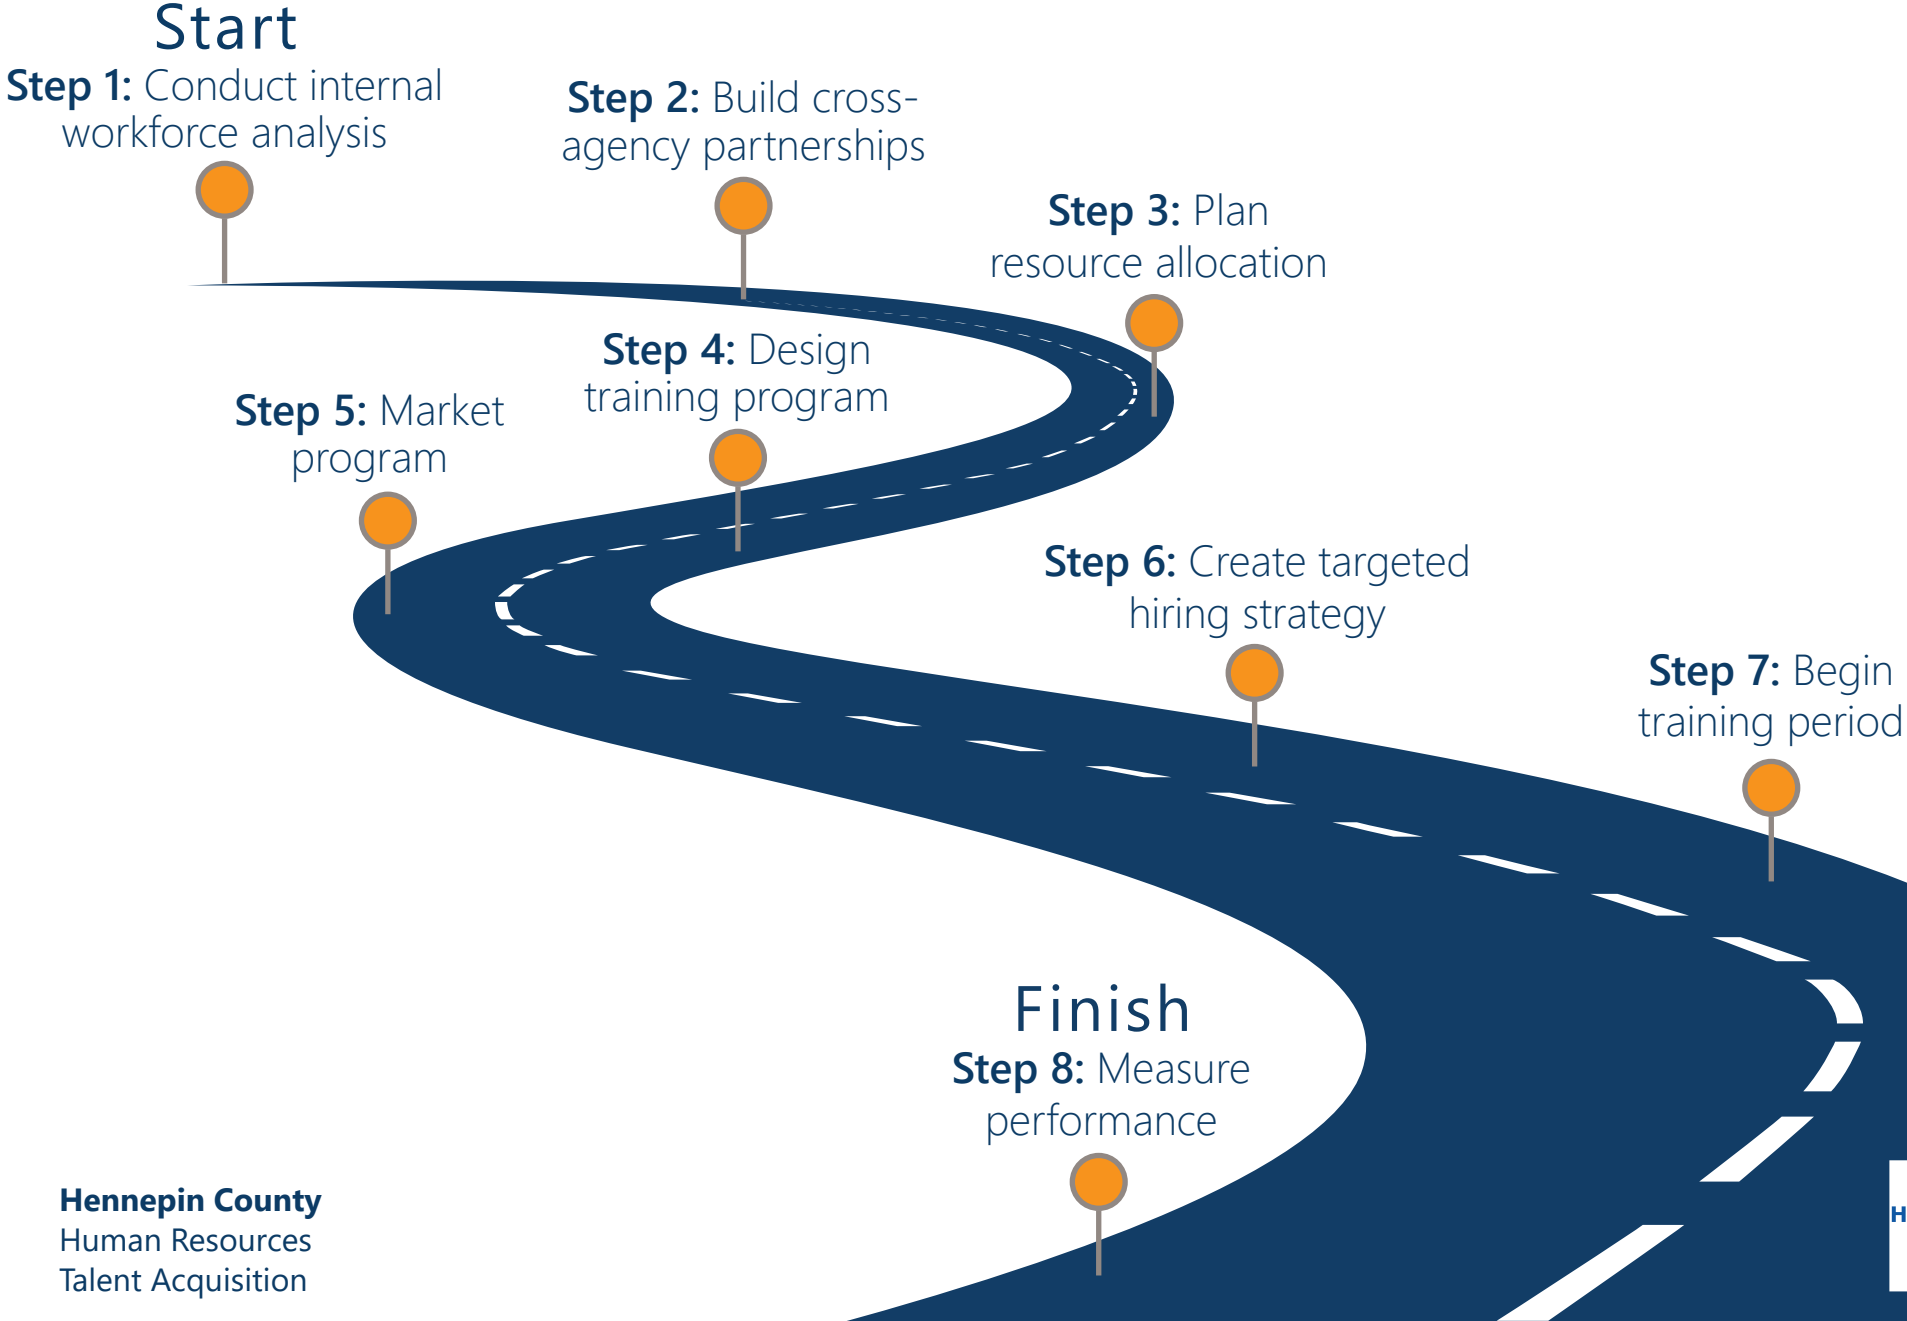 Start
Step 1: Conduct internal
workforce analysis
Step 2: Build cross-
agency partnerships
Step 3: Plan
resource allocation
Step 4: Design
training program
Step 5: Market
program
Step 6: Create targeted
hiring strategy
Step 7: Begin
training period
Finish
Step 8: Measure
performance
Hennepin County
Human Resources
Talent Acquisition
H